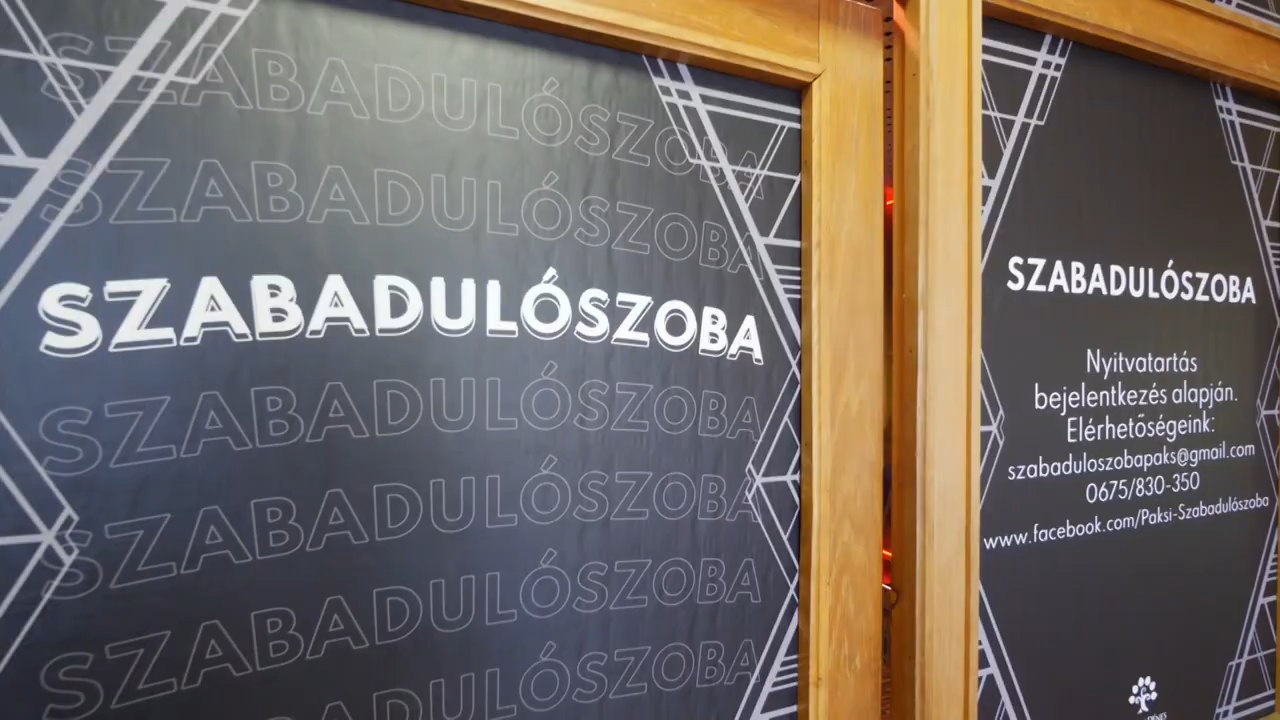 SZABADULÓSZOBA
SZABADULÓSZOBA
SZABADULÓSZOBA
SZABADULÓSZOBA
SZABADULÓSZOBA
SZABADULÓSZOBA
SZABADULÓSZOBA
SZABADULÓSZOBA
Nyitvatartás
bejelentkezés alapján.
Elérhetőségeink:
szabaduloszobapaks@gmail.com
0675/830-350
www.facebook.com/Paksi-Szabadulószoba